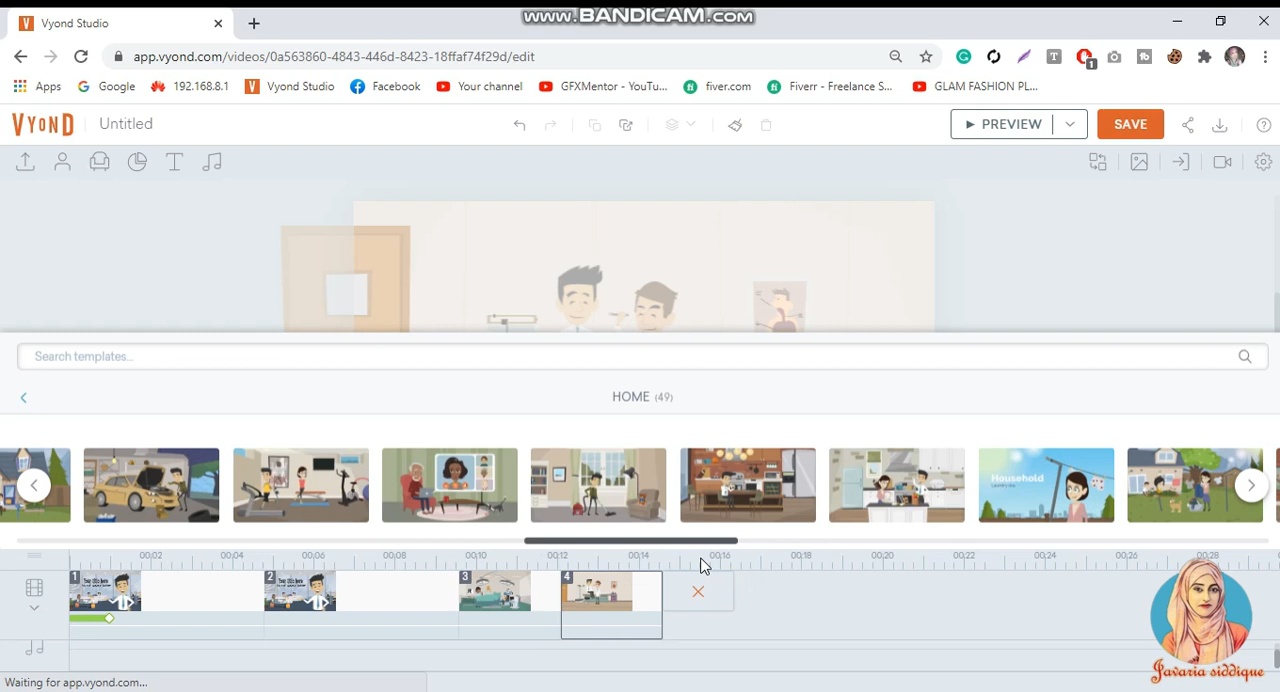 Vyond Studio
www.BANDICAM.com
app.vyond.com/videos/0a563860-4843-446d-8423-18ffaf74f29d/edit
1
Apps Google 192.168.8.1 Vyond Studio Facebook Your channel GFXMentor - YouTu... fiver.com Fiverr - Freelance S... GLAM FASHION PL...
VYOND Untitled PREVIEW SAVE
Search templates...
HOME (49)
Household
00:02 00:04 00:06 00:08 00:10 00:12 00:14 00:16 00:18 00:20 00:22 00:24 00:26 00:28
1 2 3 4
Javaria siddique
Waiting for app.vyond.com...